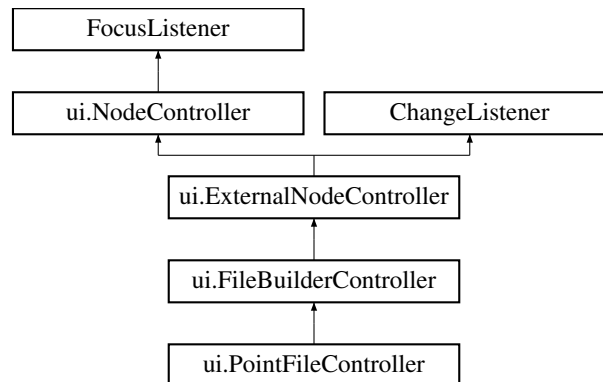 FocusListener
ui.NodeController
ChangeListener
ui.ExternalNodeController
ui.FileBuilderController
ui.PointFileController